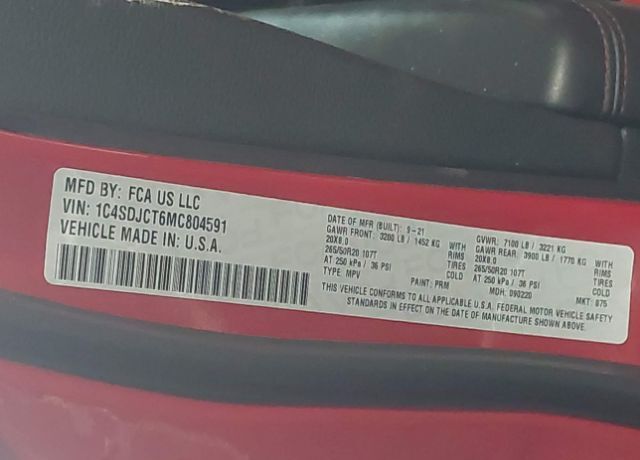 MFD BY: FCA US LLC
VIN: 1C4SDJCT6MC804591
VEHICLE MADE IN: U.S.A.
DATE OF MFR (BUILT): 9-21
GAWR FRONT: 3200 LB / 1452 KG WITH
20X8.0 RIMS
265/50R20 107T TIRES
AT 250 kPa / 36 PSI COLD
TYPE: MPV PAINT: PRM
GVWR: 7100 LB / 3221 KG
GAWR REAR: 3900 LB / 1770 KG WITH
20X8.0 RIMS
265/50R20 107T TIRES
AT 250 kPa / 36 PSI COLD
MDH: 090220 MKT: 875
THIS VEHICLE CONFORMS TO ALL APPLICABLE U.S.A. FEDERAL MOTOR VEHICLE SAFETY
STANDARDS IN EFFECT ON THE DATE OF MANUFACTURE SHOWN ABOVE.